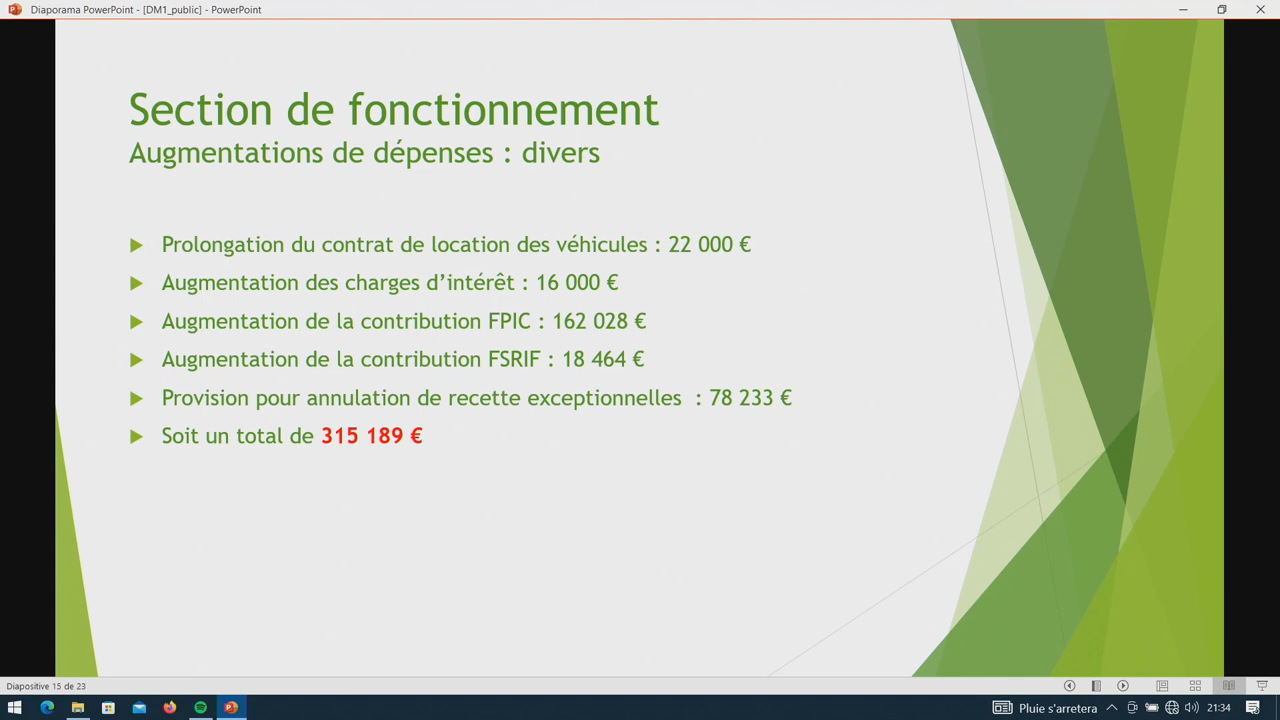 Diaporama PowerPoint - [DM1_public] - PowerPoint
Section de fonctionnement
Augmentations de dépenses : divers
Prolongation du contrat de location des véhicules : 22 000 €
Augmentation des charges d’intérêt : 16 000 €
Augmentation de la contribution FPIC : 162 028 €
Augmentation de la contribution FSRIF : 18 464 €
Provision pour annulation de recette exceptionnelles  : 78 233 €
Soit un total de 315 189 €
Diapositive 15 de 23
Pluie s'arretera
21:34